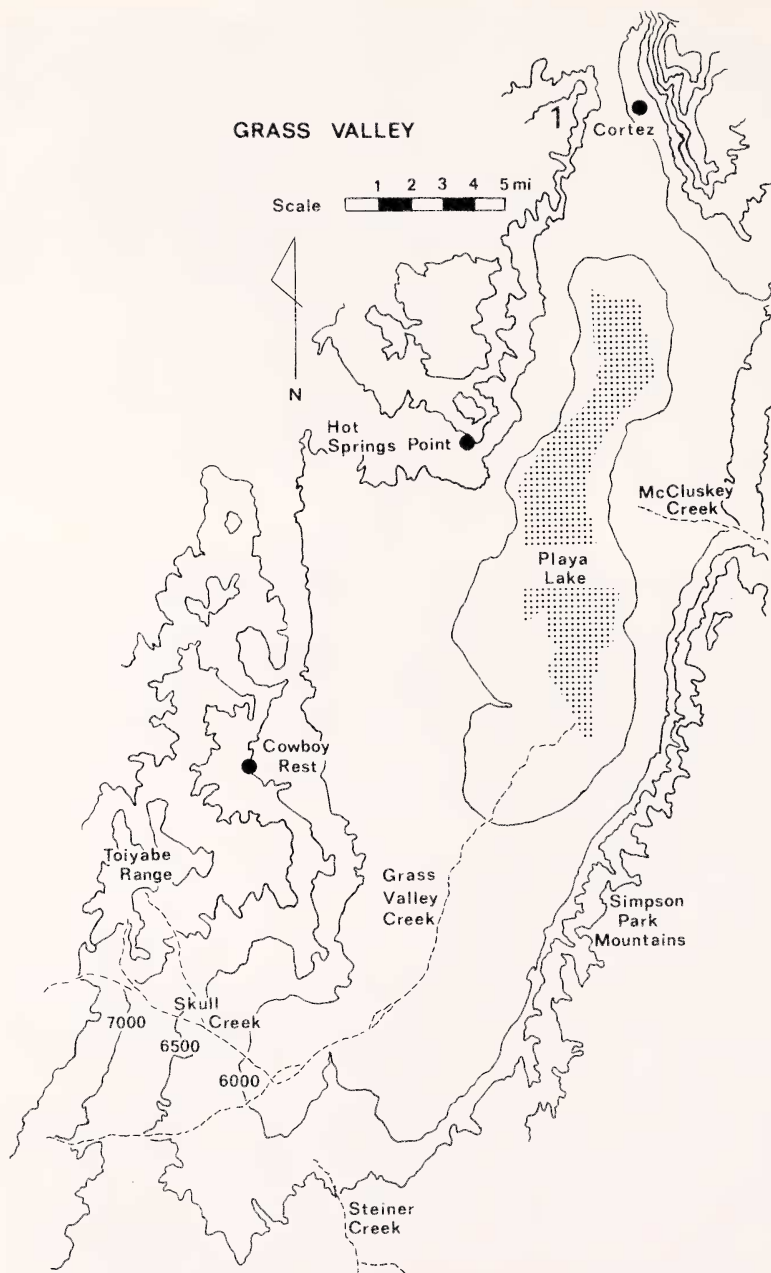 GRASS VALLEY
1
Cortez
Scale
1 2 3 4 5 mi
N
Hot
Springs Point
McCluskey
Creek
Playa
Lake
Cowboy
Rest
Toiyabe
Range
Grass
Valley
Creek
Simpson
Park
Mountains
Skull
Creek
7000
6500
6000
Steiner
Creek